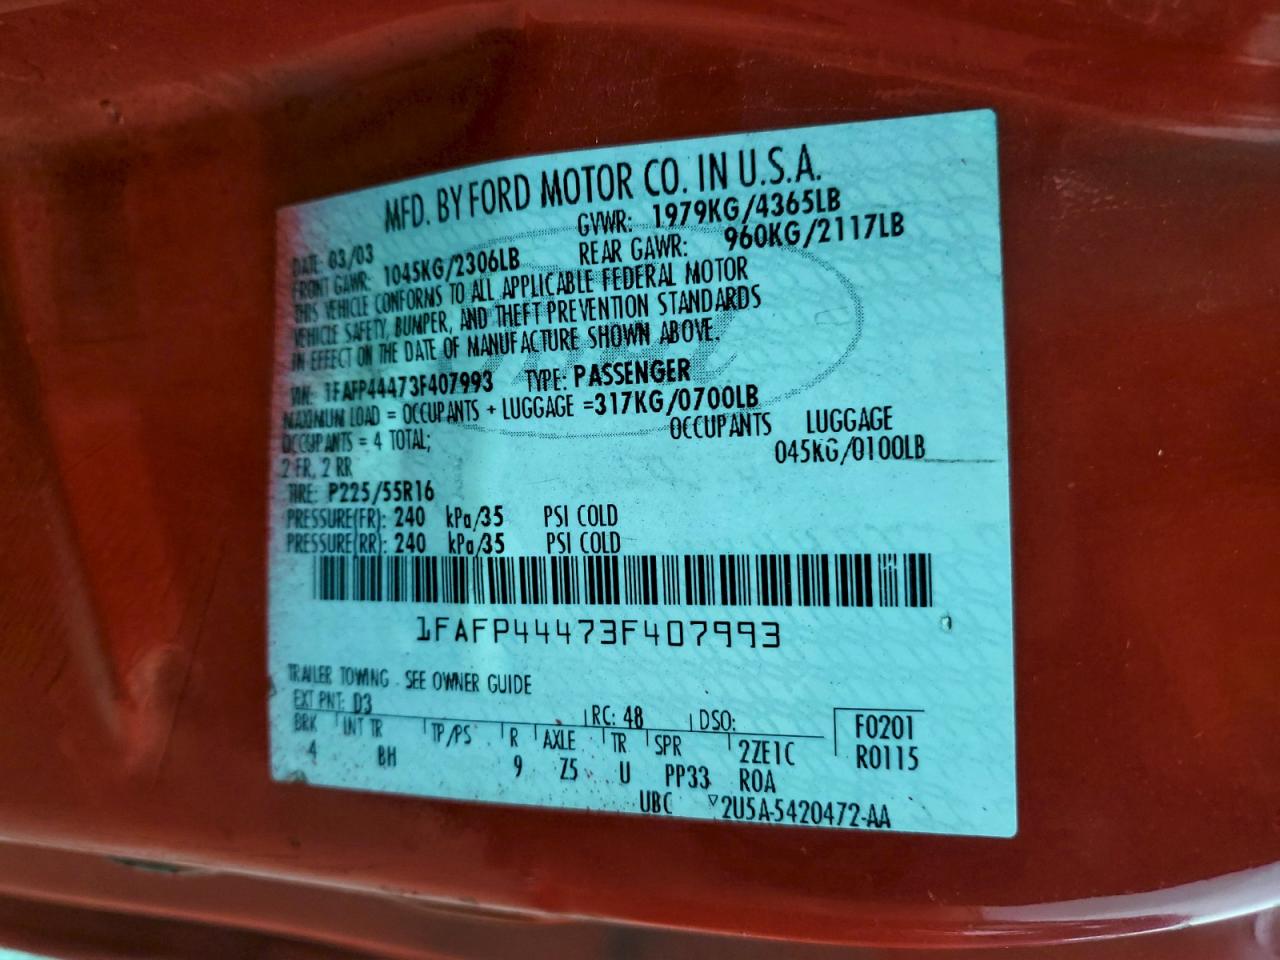 MFD. BY FORD MOTOR CO. IN U.S.A.
DATE: 03/03 GVWR: 1979KG/4365LB
FRONT GAWR: 1045KG/2306LB REAR GAWR: 960KG/2117LB
THIS VEHICLE CONFORMS TO ALL APPLICABLE FEDERAL MOTOR
VEHICLE SAFETY, BUMPER, AND THEFT PREVENTION STANDARDS
IN EFFECT ON THE DATE OF MANUFACTURE SHOWN ABOVE.
VIN: 1FAFP44473F407993 TYPE: PASSENGER
MAXIMUM LOAD = OCCUPANTS + LUGGAGE =317KG/0700LB
OCCUPANTS = 4 TOTAL; OCCUPANTS LUGGAGE
2 FR, 2 RR 045KG/0100LB
TIRE: P225/55R16
PRESSURE(FR): 240 kPa/35 PSI COLD
PRESSURE(RR): 240 kPa/35 PSI COLD
1FAFP44473F407993
TRAILER TOWING - SEE OWNER GUIDE
EXT PNT: D3 RC: 48 DSO: F0201
BRK INT TR TP/PS R AXLE TR SPR 2ZE1C R0115
4 BH 9 Z5 U PP33 ROA
UBC ▽2U5A-5420472-AA